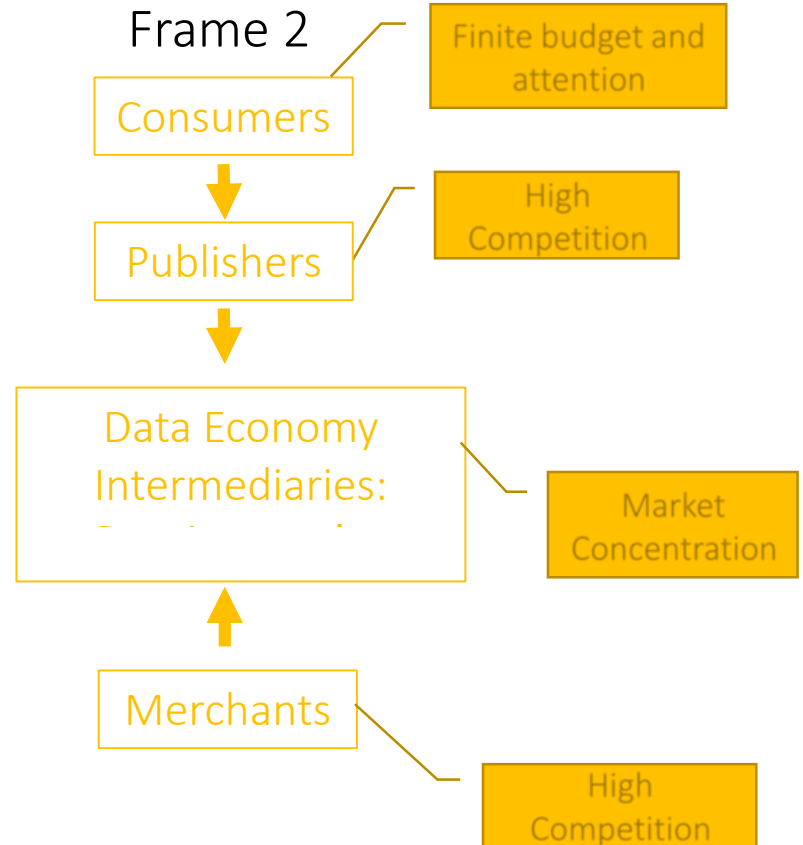 Frame 2
Finite budget and
attention
Consumers
High
Competition
Publishers
Data Economy
Intermediaries:
Market
Concentration
Merchants
High
Competition